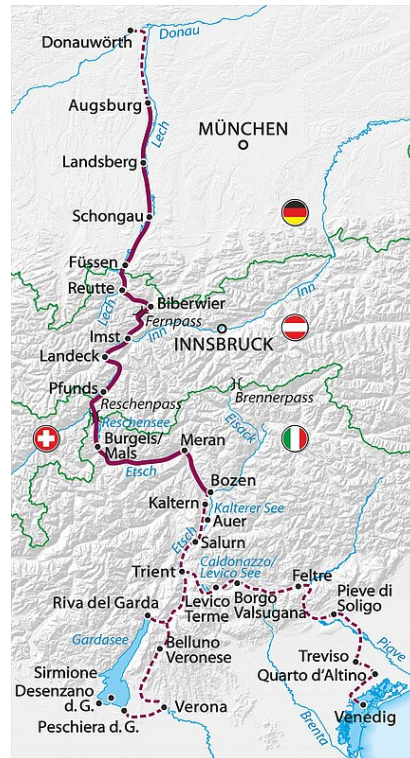 Donau
Donauwörth
Augsburg
Lech
MÜNCHEN
Landsberg
Schongau
Füssen
Reutte
Inn
Biberwier
Lech
Fernpass
Inn
Imst
INNSBRUCK
Landeck
Pfunds
Reschenpass
Brennerpass
Reschensee
Eisack
Burgeis/
Mals
Meran
Etsch
Bozen
Kaltern
Kalterer See
Auer
Etsch
Salurn
Caldonazzo/
Levico See
Trient
Feltre
Levico
Terme
Borgo
Valsugana
Pieve di
Soligo
Riva del Garda
Gardasee
Belluno
Veronese
Piave
Treviso
Sirmione
Quarto d'Altino
Desenzano
d. G.
Brenta
Venedig
Verona
Peschiera d. G.